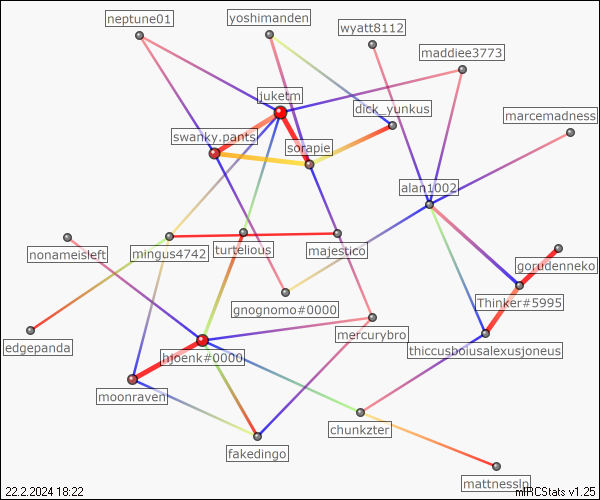 neptune01
yoshimanden
wyatt8112
maddiee3773
juketm
dick_yunkus
marcemadness
swanky.pants
sorapie
alan1002
nonameisleft
mingus4742
turtelious
majestico
gorudenneko
gnognomo#0000
Thinker#5995
mercurybro
edgepanda
hjoenk#0000
thiccusboiusalexusjoneus
moonraven
chunkzter
fakedingo
mattnesslp
22.2.2024 18:22
mIRCStats v1.25